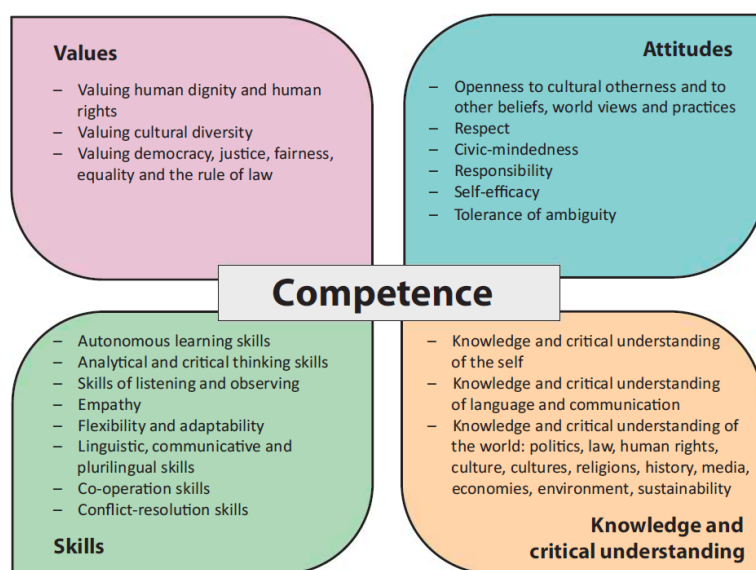 Values
– Valuing human dignity and human
rights
– Valuing cultural diversity
– Valuing democracy, justice, fairness,
equality and the rule of law
Attitudes
– Openness to cultural otherness and to
other beliefs, world views and practices
– Respect
– Civic-mindedness
– Responsibility
– Self-efficacy
– Tolerance of ambiguity
Competence
– Autonomous learning skills
– Analytical and critical thinking skills
– Skills of listening and observing
– Empathy
– Flexibility and adaptability
– Linguistic, communicative and
plurilingual skills
– Co-operation skills
– Conflict-resolution skills
Skills
– Knowledge and critical understanding
of the self
– Knowledge and critical understanding
of language and communication
– Knowledge and critical understanding of
the world: politics, law, human rights,
culture, cultures, religions, history, media,
economies, environment, sustainability
Knowledge and
critical understanding